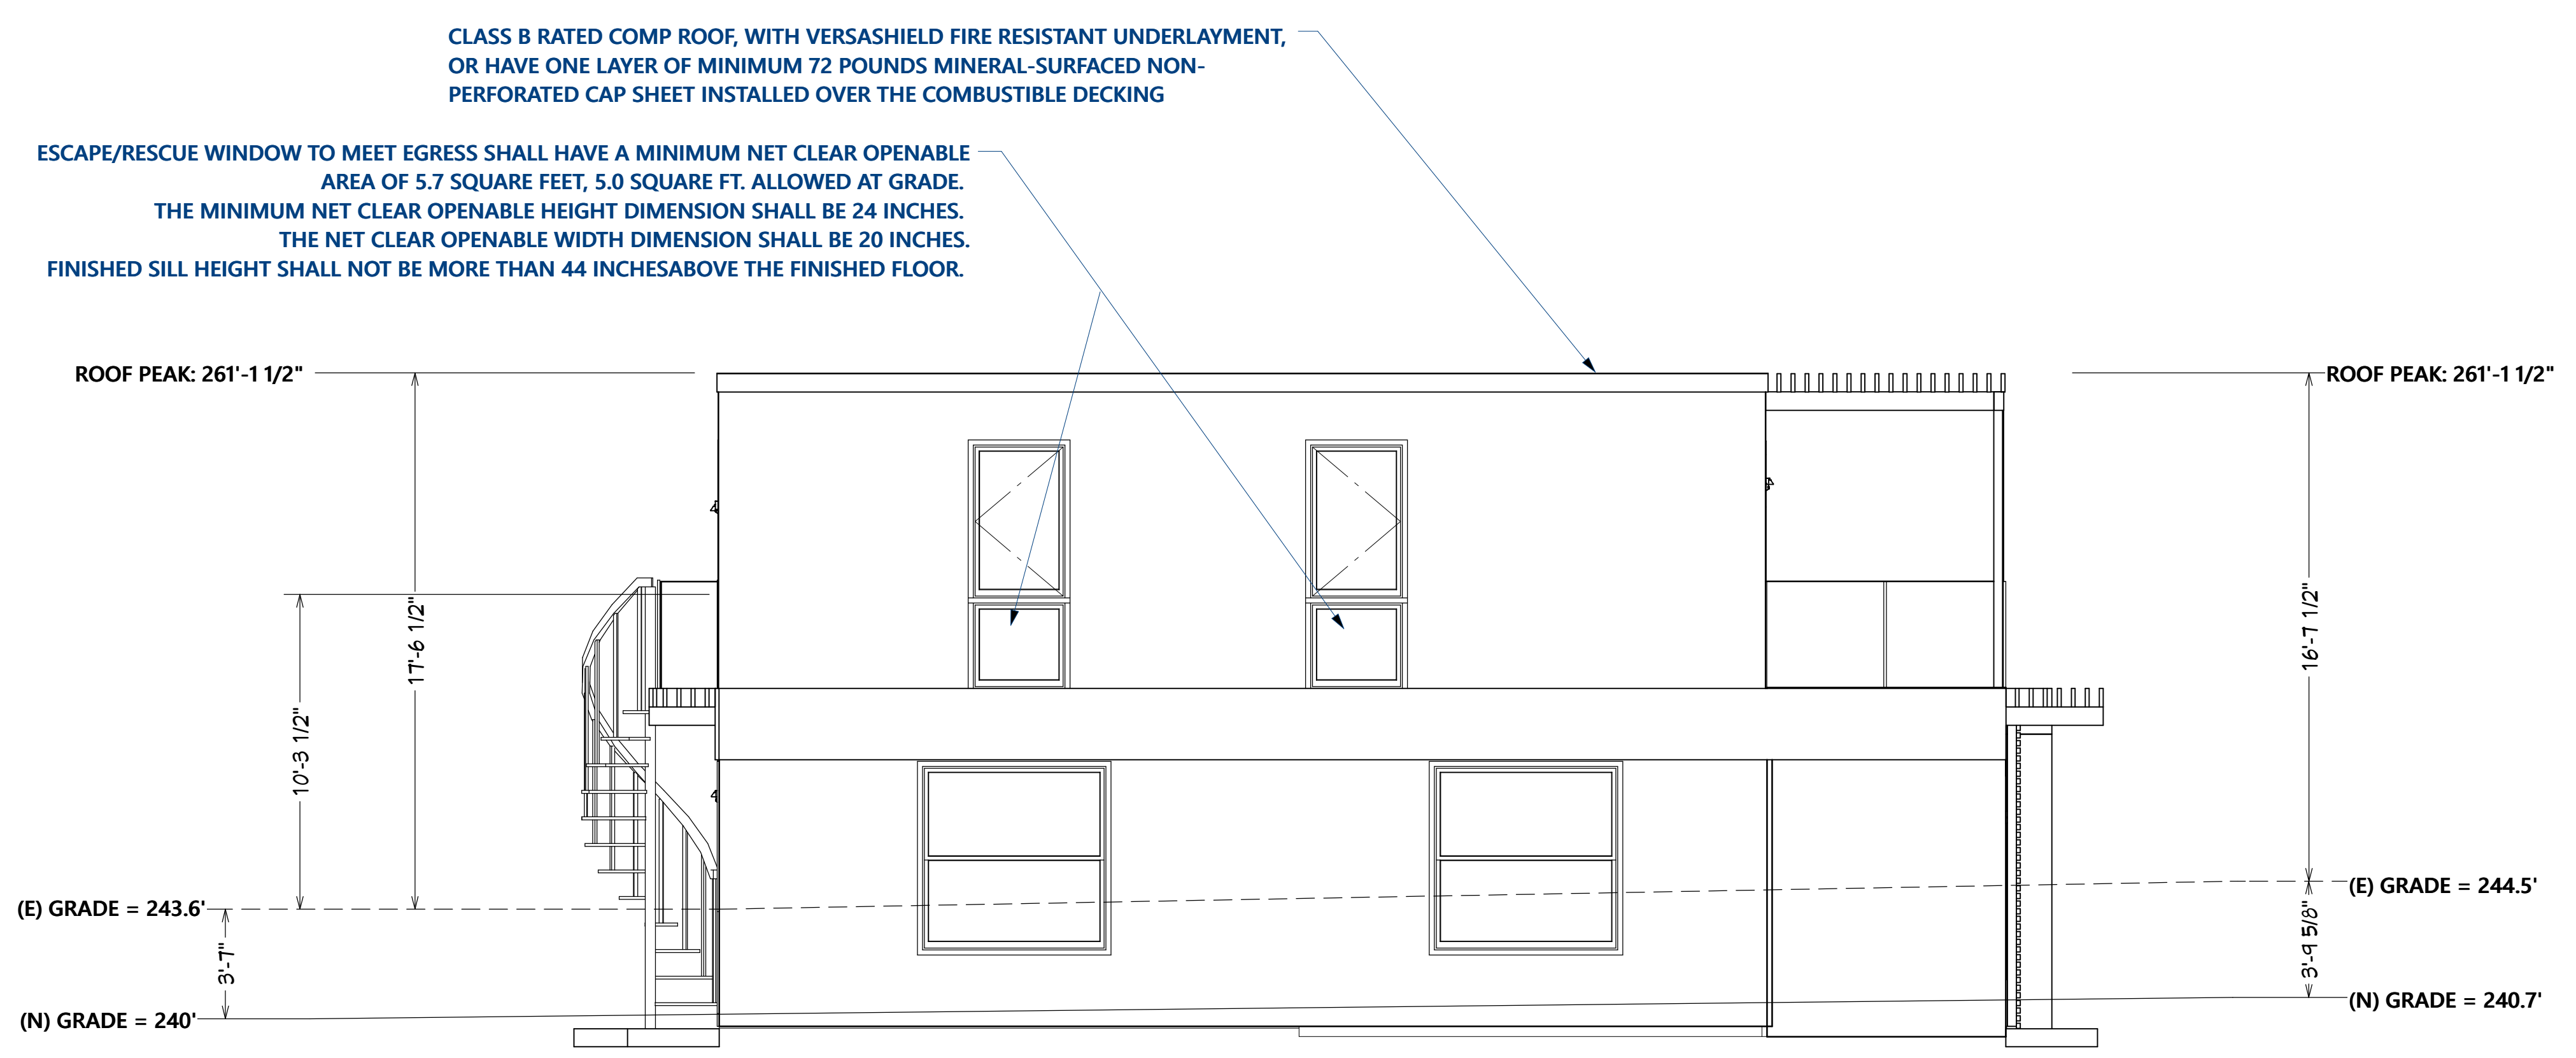 CLASS B RATED COMP ROOF, WITH VERSASHIELD FIRE RESISTANT UNDERLAYMENT,
OR HAVE ONE LAYER OF MINIMUM 72 POUNDS MINERAL-SURFACED NON-
PERFORATED CAP SHEET INSTALLED OVER THE COMBUSTIBLE DECKING
ESCAPE/RESCUE WINDOW TO MEET EGRESS SHALL HAVE A MINIMUM NET CLEAR OPENABLE
AREA OF 5.7 SQUARE FEET, 5.0 SQUARE FT. ALLOWED AT GRADE.
THE MINIMUM NET CLEAR OPENABLE HEIGHT DIMENSION SHALL BE 24 INCHES.
THE NET CLEAR OPENABLE WIDTH DIMENSION SHALL BE 20 INCHES.
FINISHED SILL HEIGHT SHALL NOT BE MORE THAN 44 INCHESABOVE THE FINISHED FLOOR.
ROOF PEAK: 261'-1 1/2"
ROOF PEAK: 261'-1 1/2"
17'-6 1/2"
16'-7 1/2"
10'-3 1/2"
(E) GRADE = 243.6'
(E) GRADE = 244.5'
3'-7"
3'-9 5/8"
(N) GRADE = 240'
(N) GRADE = 240.7'